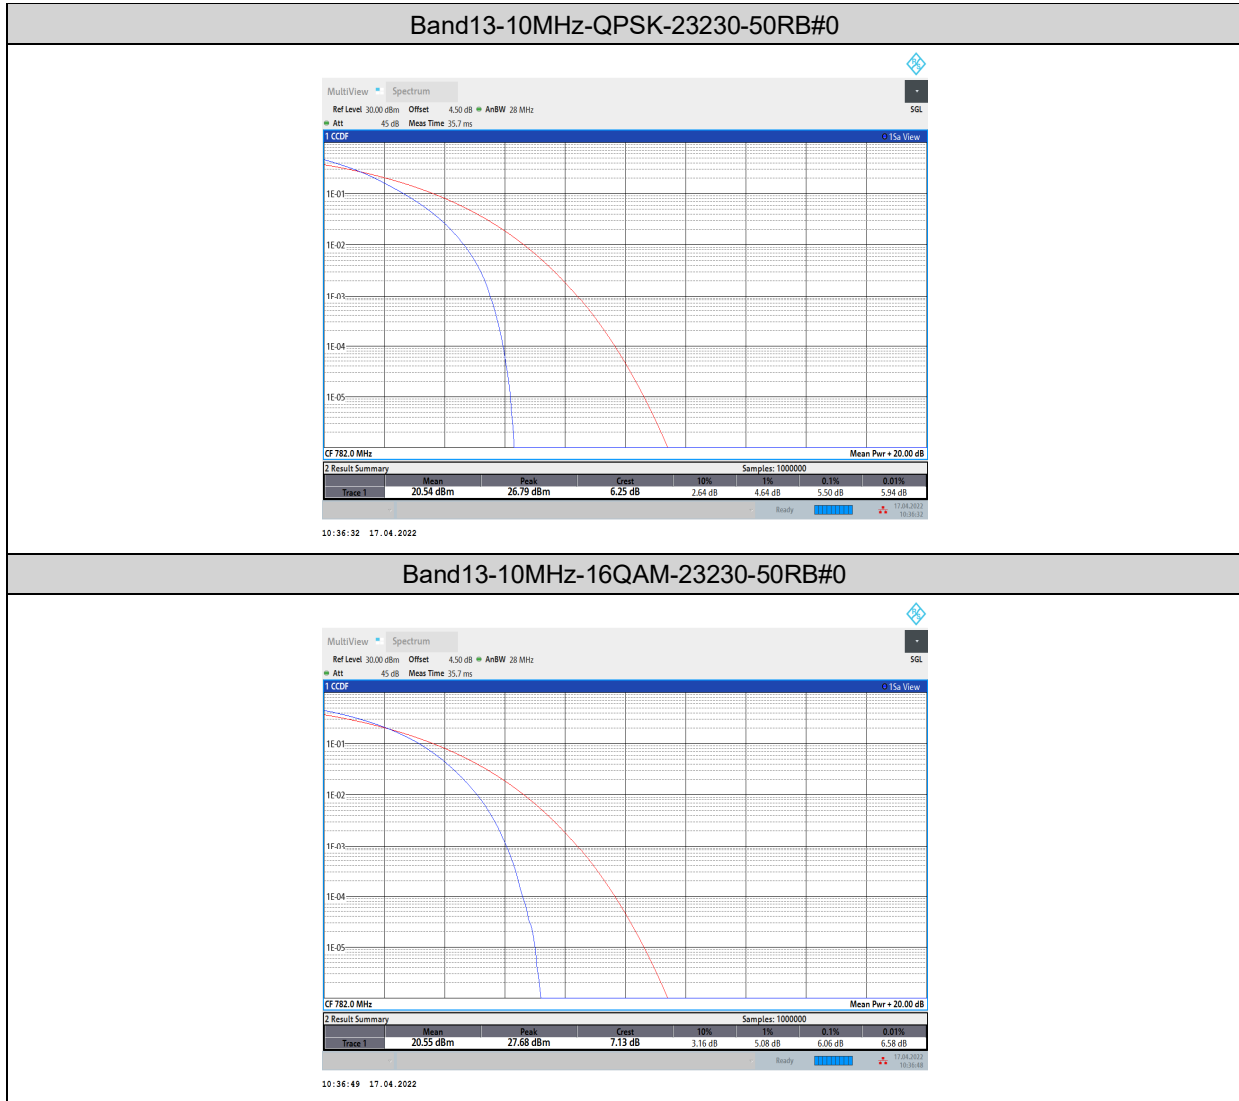 Band13-10MHz-QPSK-23230-50RB#0
MultiView Spectrum
Ref Level 30.00 dBm Offset 4.50 dB AnBW 28 MHz SGL
Att 45 dB Meas Time 35.7 ms
1 CCDF 1Sa View
1E-01
1E-02
1E-03
1E-04
1E-05
CF 782.0 MHz Mean Pwr + 20.00 dB
2 Result Summary Samples: 1000000
Mean Peak Crest 10% 1% 0.1% 0.01%
Trace 1 20.54 dBm 26.79 dBm 6.25 dB 2.64 dB 4.64 dB 5.50 dB 5.94 dB
Ready 17.04.2022
10:36:32
10:36:32 17.04.2022
Band13-10MHz-16QAM-23230-50RB#0
MultiView Spectrum
Ref Level 30.00 dBm Offset 4.50 dB AnBW 28 MHz SGL
Att 45 dB Meas Time 35.7 ms
1 CCDF 1Sa View
1E-01
1E-02
1E-03
1E-04
1E-05
CF 782.0 MHz Mean Pwr + 20.00 dB
2 Result Summary Samples: 1000000
Mean Peak Crest 10% 1% 0.1% 0.01%
Trace 1 20.55 dBm 27.68 dBm 7.13 dB 3.16 dB 5.08 dB 6.06 dB 6.58 dB
Ready 17.04.2022
10:36:48
10:36:49 17.04.2022